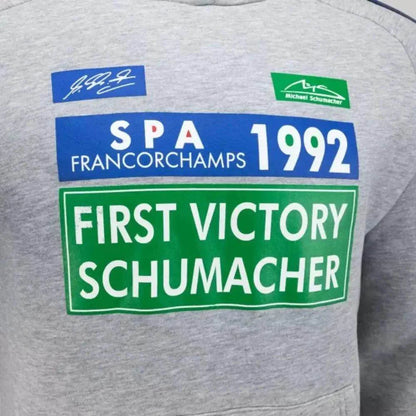 Michael Schumacher
SPA
FRANCORCHAMPS 1992
FIRST VICTORY
SCHUMACHER